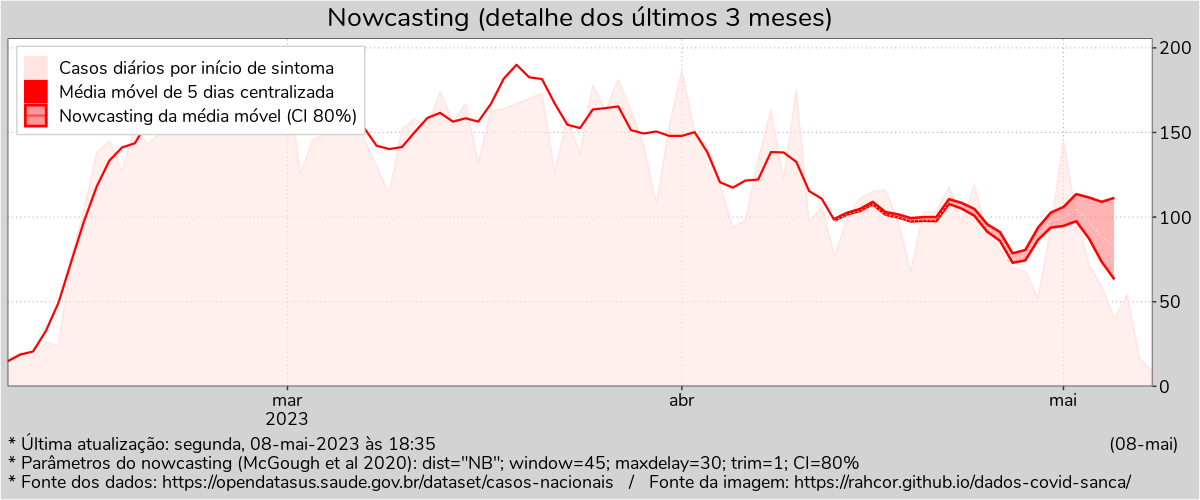 Nowcasting (detalhe dos últimos 3 meses)
Casos diários por início de sintoma
Média móvel de 5 dias centralizada
Nowcasting da média móvel (CI 80%)
200
150
100
50
0
mar
2023
abr
mai
* Última atualização: segunda, 08-mai-2023 às 18:35
(08-mai)
* Parâmetros do nowcasting (McGough et al 2020): dist="NB"; window=45; maxdelay=30; trim=1; CI=80%
* Fonte dos dados: https://opendatasus.saude.gov.br/dataset/casos-nacionais / Fonte da imagem: https://rahcor.github.io/dados-covid-sanca/